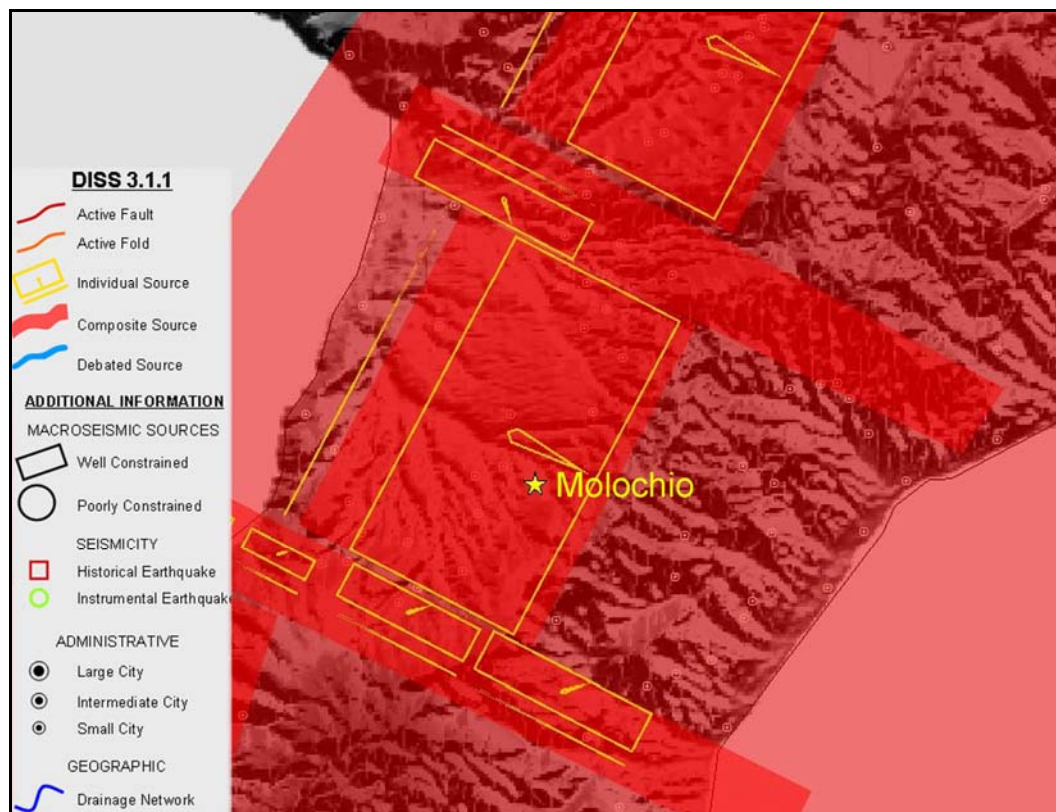 DISS 3.1.1
Active Fault
Active Fold
Individual Source
Composite Source
Debated Source
ADDITIONAL INFORMATION
MACROSEISMIC SOURCES
Well Constrained
Poorly Constrained
SEISMICITY
Historical Earthquake
Instrumental Earthquake
ADMINISTRATIVE
Large City
Intermediate City
Small City
GEOGRAPHIC
Drainage Network
Molochio